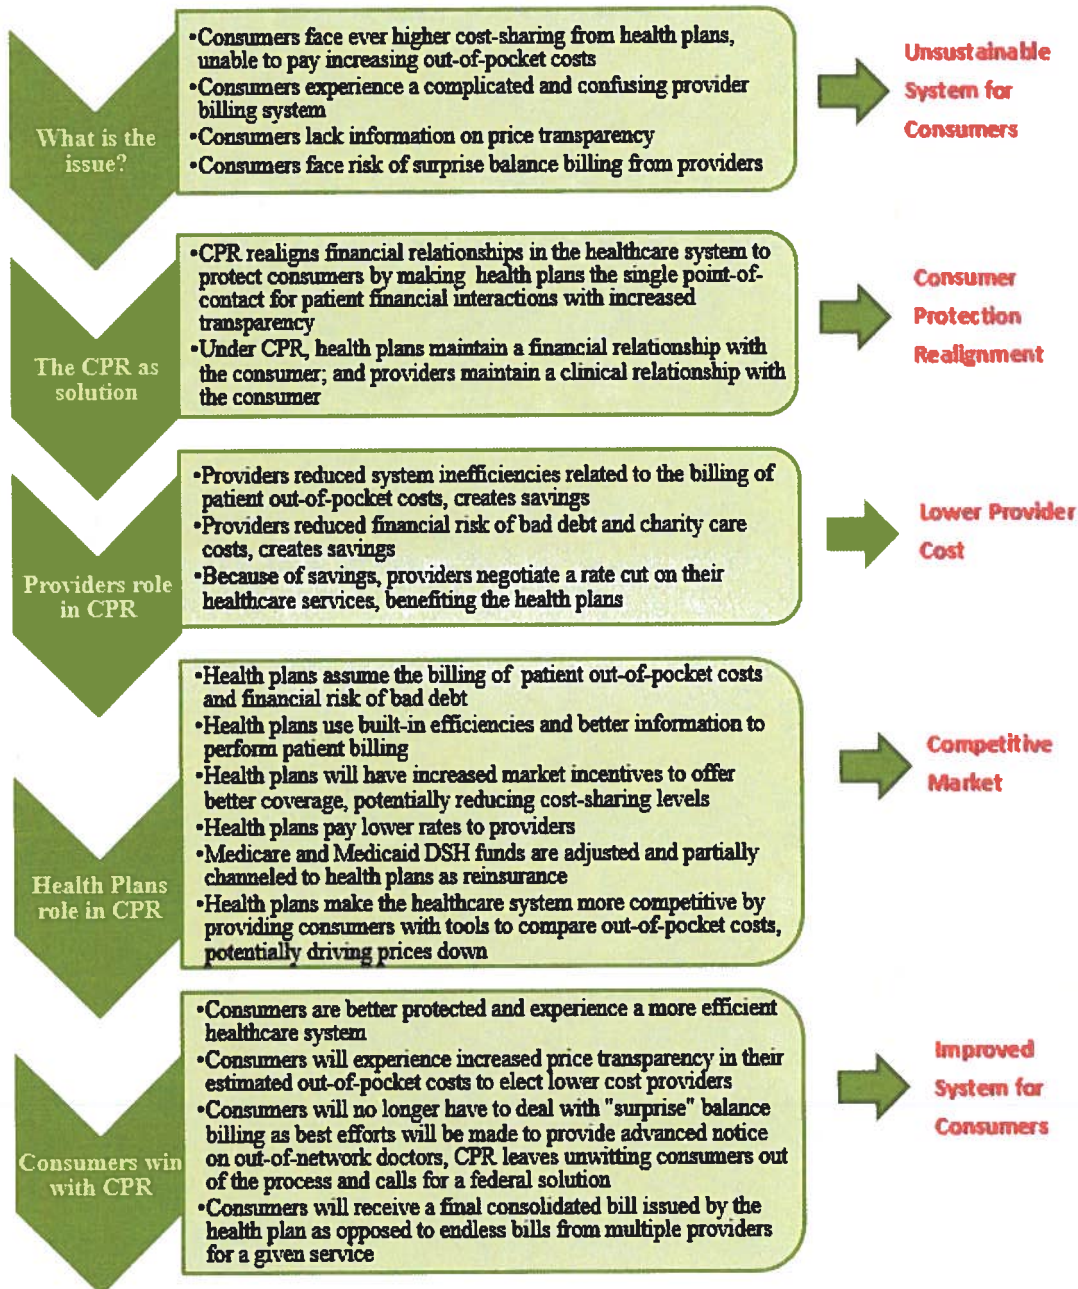 What is the
issue?
•Consumers face ever higher cost-sharing from health plans,
unable to pay increasing out-of-pocket costs
•Consumers experience a complicated and confusing provider
billing system
•Consumers lack information on price transparency
•Consumers face risk of surprise balance billing from providers
Unsustainable
System for
Consumers
The CPR as
solution
•CPR realigns financial relationships in the healthcare system to
protect consumers by making health plans the single point-of-
contact for patient financial interactions with increased
transparency
•Under CPR, health plans maintain a financial relationship with
the consumer; and providers maintain a clinical relationship with
the consumer
Consumer
Protection
Realignment
Providers role
in CPR
•Providers reduced system inefficiencies related to the billing of
patient out-of-pocket costs, creates savings
•Providers reduced financial risk of bad debt and charity care
costs, creates savings
•Because of savings, providers negotiate a rate cut on their
healthcare services, benefiting the health plans
Lower Provider
Cost
Health Plans
role in CPR
•Health plans assume the billing of patient out-of-pocket costs
and financial risk of bad debt
•Health plans use built-in efficiencies and better information to
perform patient billing
•Health plans will have increased market incentives to offer
better coverage, potentially reducing cost-sharing levels
•Health plans pay lower rates to providers
•Medicare and Medicaid DSH funds are adjusted and partially
channeled to health plans as reinsurance
•Health plans make the healthcare system more competitive by
providing consumers with tools to compare out-of-pocket costs,
potentially driving prices down
Competitive
Market
Consumers win
with CPR
•Consumers are better protected and experience a more efficient
healthcare system
•Consumers will experience increased price transparency in their
estimated out-of-pocket costs to elect lower cost providers
•Consumers will no longer have to deal with "surprise" balance
billing as best efforts will be made to provide advanced notice
on out-of-network doctors, CPR leaves unwitting consumers out
of the process and calls for a federal solution
•Consumers will receive a final consolidated bill issued by the
health plan as opposed to endless bills from multiple providers
for a given service
Improved
System for
Consumers